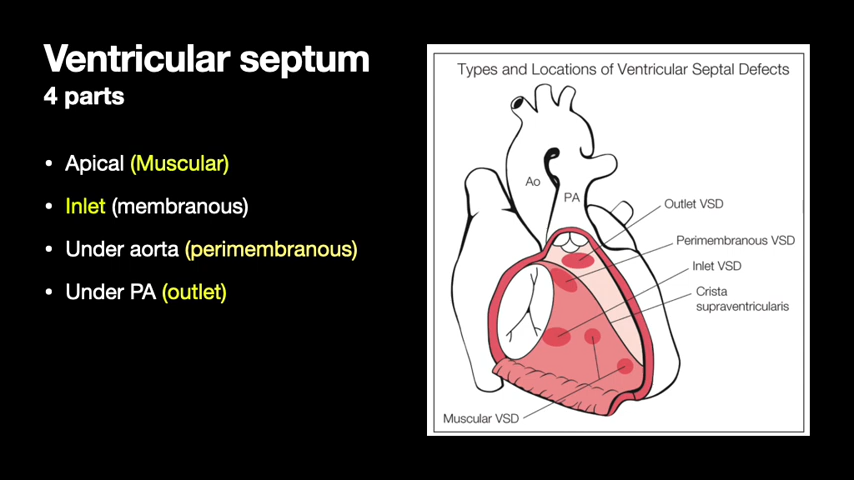 Ventricular septum
4 parts
• Apical (Muscular)
• Inlet (membranous)
• Under aorta (perimembranous)
• Under PA (outlet)
Types and Locations of Ventricular Septal Defects
Ao
PA
Outlet VSD
Perimembranous VSD
Inlet VSD
Crista
supraventricularis
Muscular VSD